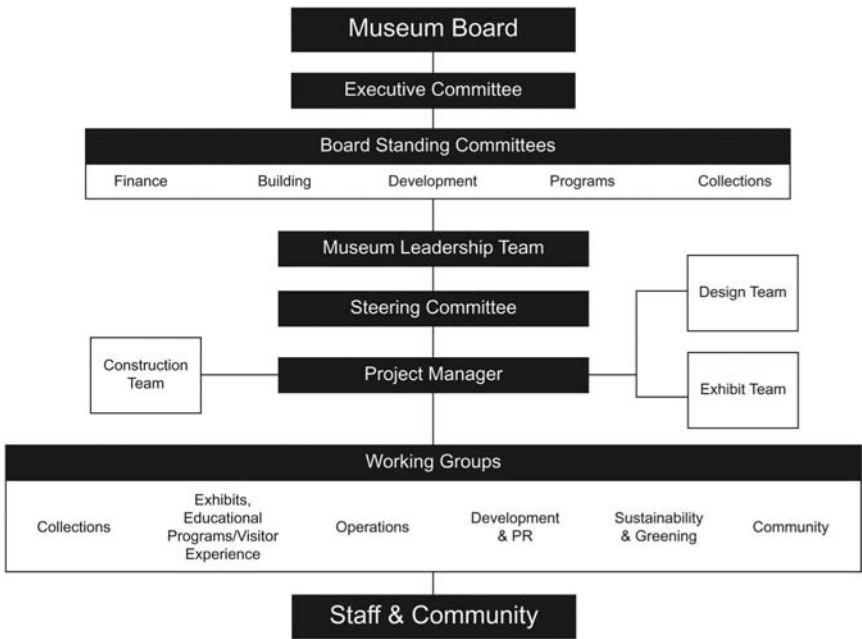 Museum Board
Executive Committee
Board Standing Committees
Finance Building Development Programs Collections
Museum Leadership Team
Steering Committee
Design Team
Construction
Team
Project Manager
Exhibit Team
Working Groups
Collections
Exhibits,
Educational
Programs/Visitor
Experience
Operations
Development
& PR
Sustainability
& Greening
Community
Staff & Community